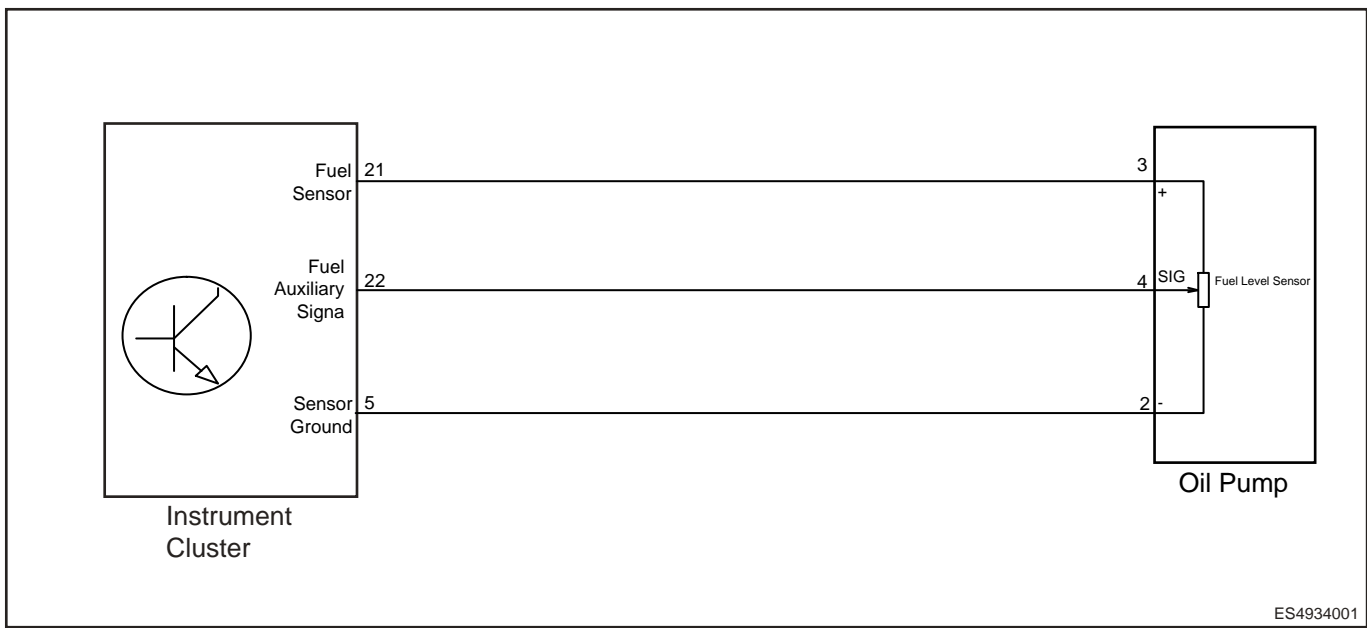 Fuel
Sensor
21
3
+
Fuel
Auxiliary
Signa
22
4
SIG
Fuel Level Sensor
Sensor
Ground
5
2
-
Instrument
Cluster
Oil Pump
ES4934001